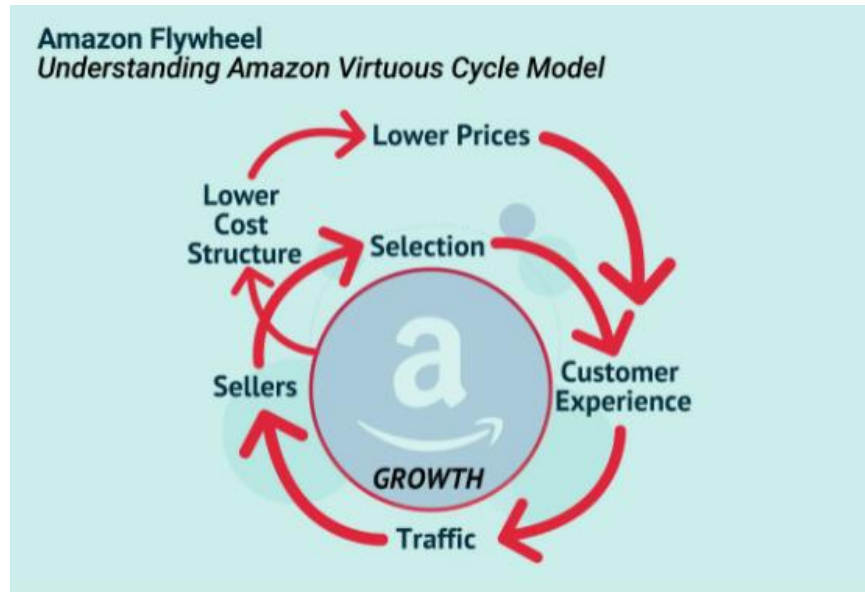 Amazon Flywheel
Understanding Amazon Virtuous Cycle Model
Lower Prices
Lower
Cost
Structure
Selection
a
Sellers
Customer
Experience
GROWTH
Traffic